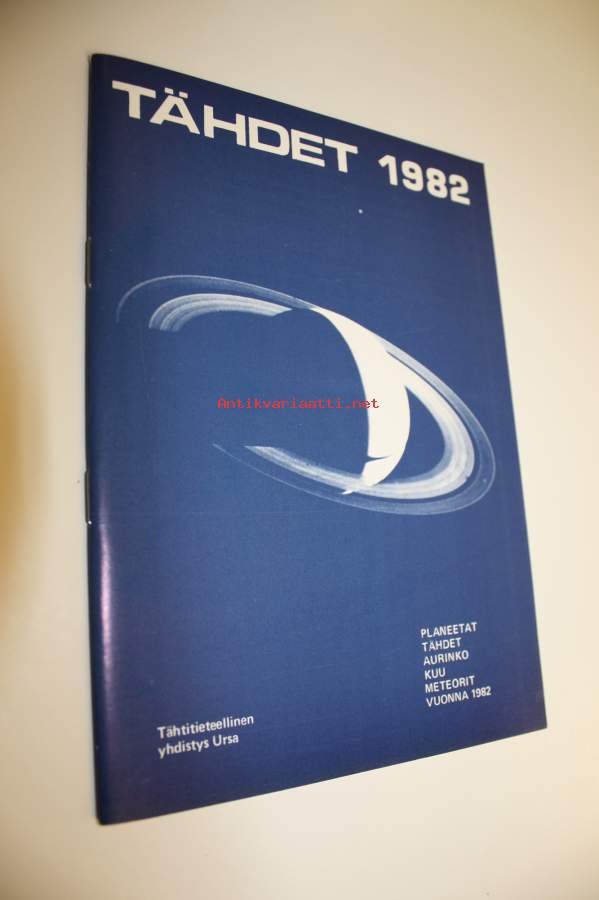 TÄHDET 1982
Antikvariaatti.net
PLANEETAT
TÄHDET
AURINKO
KUU
METEORIT
VUONNA 1982
Tähtitieteellinen
yhdistys Ursa